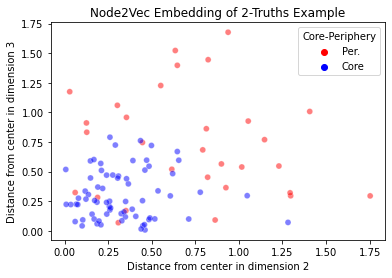 Node2Vec Embedding of 2-Truths Example
Core-Periphery
Per.
Core
Distance from center in dimension 3
1.75
1.50
1.25
1.00
0.75
0.50
0.25
0.00
0.00 0.25 0.50 0.75 1.00 1.25 1.50 1.75
Distance from center in dimension 2